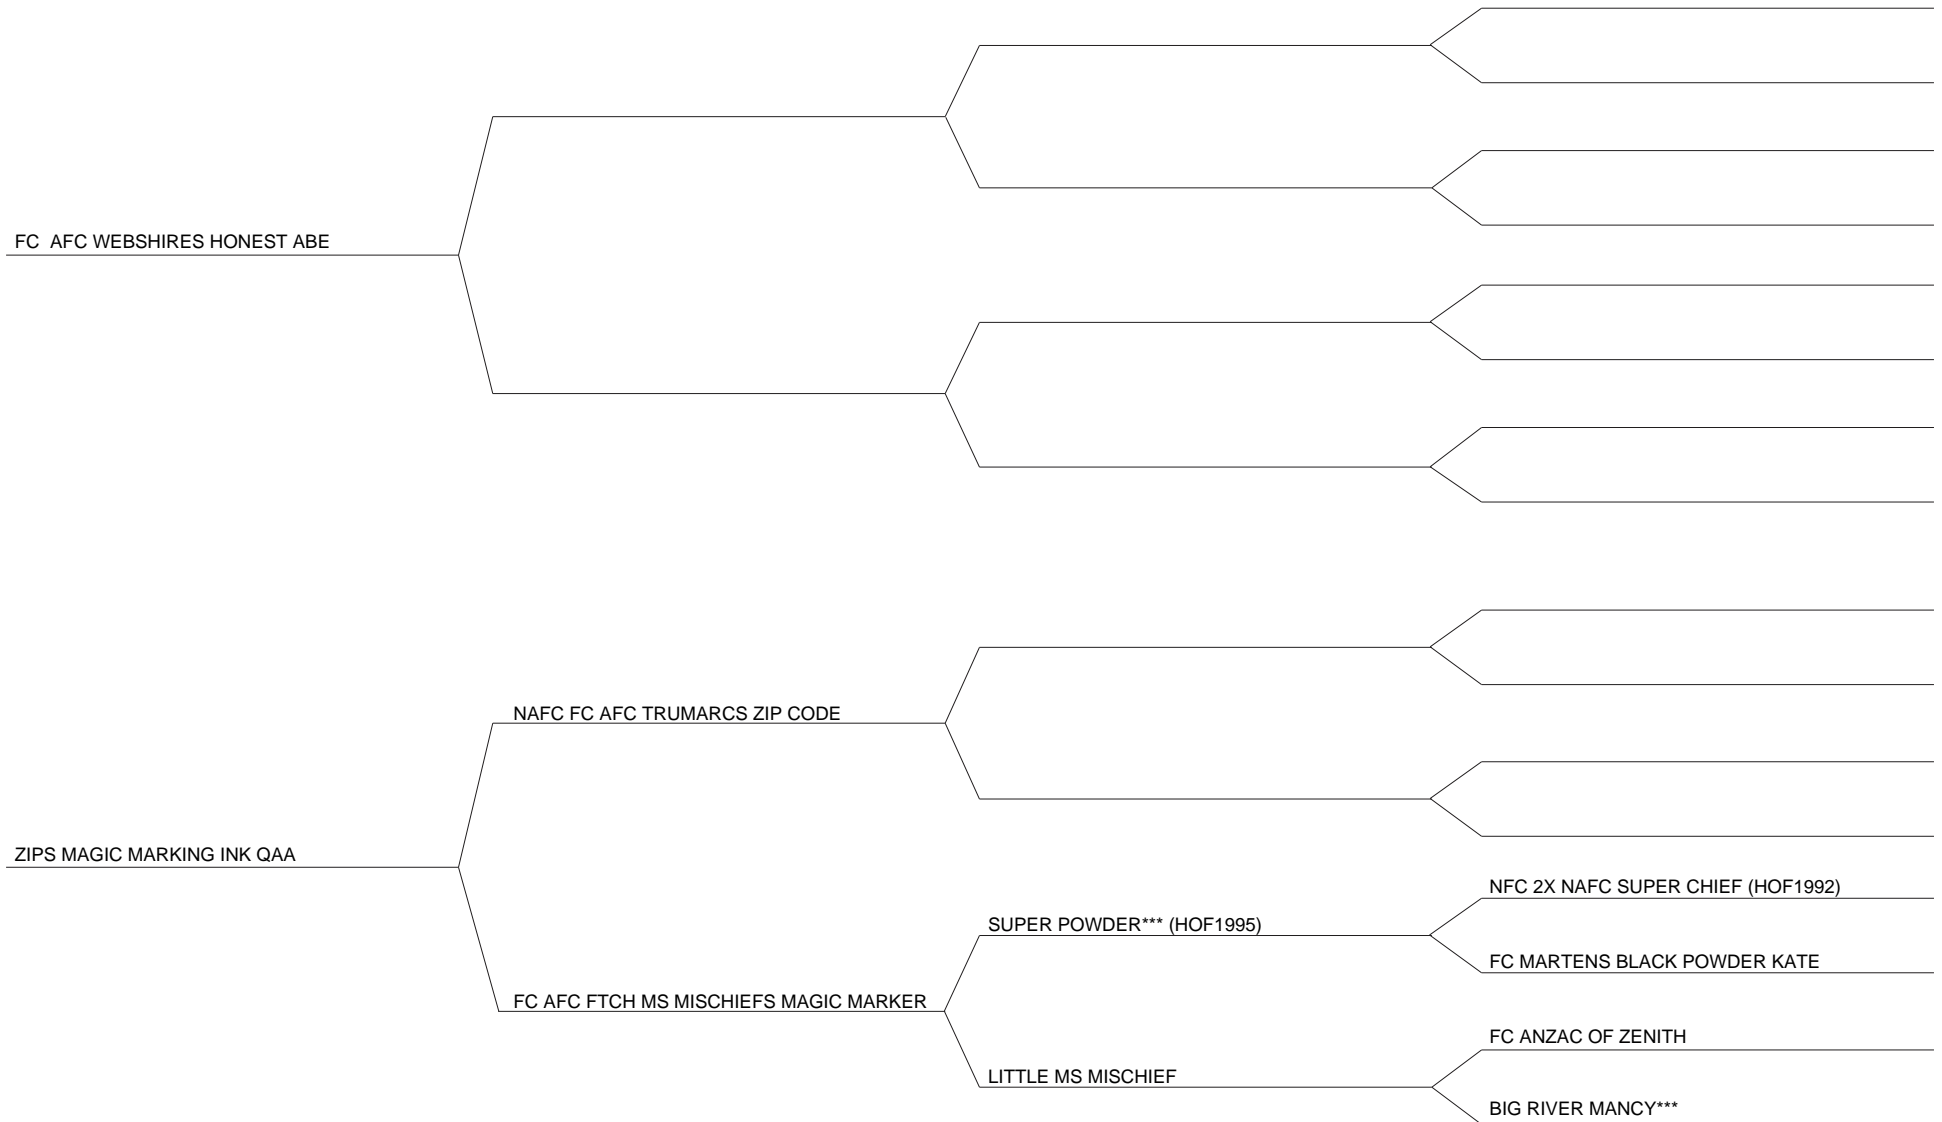 FC  AFC WEBSHIRES HONEST ABE
NAFC FC AFC TRUMARCS ZIP CODE
ZIPS MAGIC MARKING INK QAA
NFC 2X NAFC SUPER CHIEF (HOF1992)
SUPER POWDER*** (HOF1995)
FC MARTENS BLACK POWDER KATE
FC AFC FTCH MS MISCHIEFS MAGIC MARKER
FC ANZAC OF ZENITH
LITTLE MS MISCHIEF
BIG RIVER MANCY***